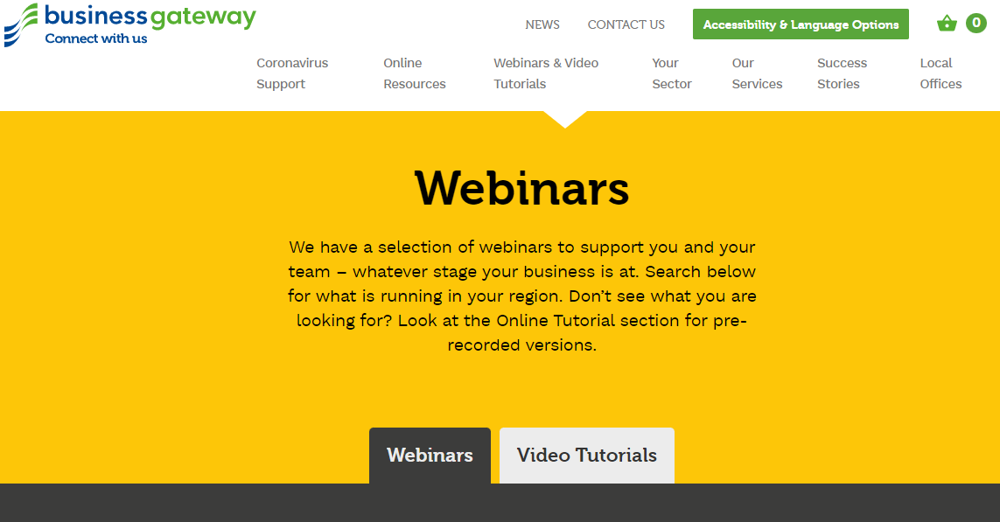 businessgateway
Connect with us
NEWS
CONTACT US
Accessibility & Language Options
0
Coronavirus
Support
Online
Resources
Webinars & Video
Tutorials
Your
Sector
Our
Services
Success
Stories
Local
Offices
Webinars
We have a selection of webinars to support you and your
team – whatever stage your business is at. Search below
for what is running in your region. Don’t see what you are
looking for? Look at the Online Tutorial section for pre-
recorded versions.
Webinars
Video Tutorials